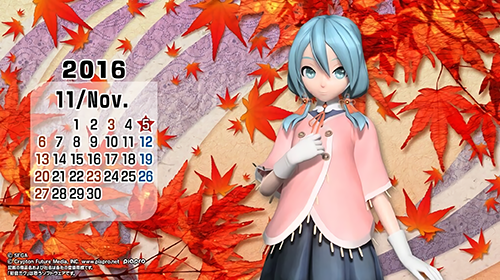 2016
11/Nov.
1 2 3 4 5
6 7 8 9 10 11 12
13 14 15 16 17 18 19
20 21 22 23 24 25 26
27 28 29 30
© SEGA
© Crypton Future Media, INC. www.piapro.net piapro